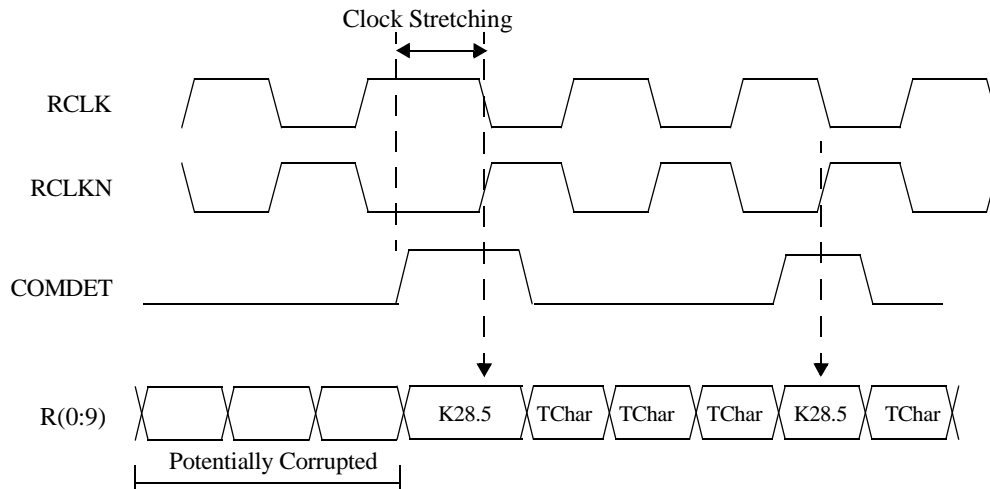 Clock Stretching
RCLK
RCLKN
COMDET
R(0:9)
K28.5
TChar
TChar
TChar
K28.5
TChar
Potentially Corrupted